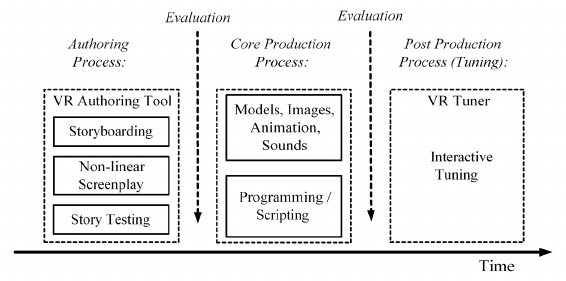 Evaluation
Evaluation
Authoring
Process:
Core Production
Process:
Post Production
Process (Tuning):
VR Authoring Tool
Storyboarding
Non-linear
Screenplay
Story Testing
Models, Images,
Animation,
Sounds
Programming /
Scripting
VR Tuner
Interactive
Tuning
Time